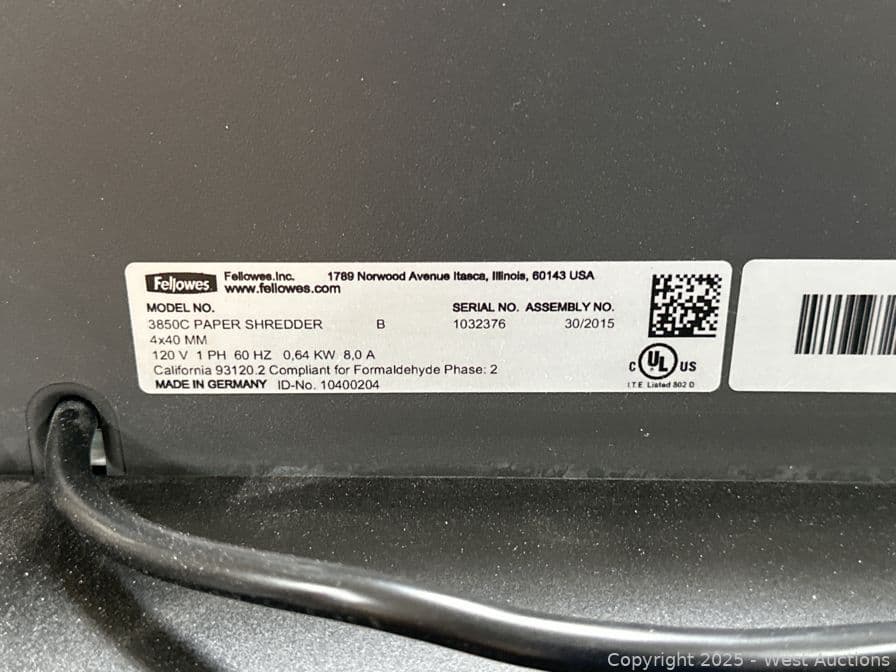 Fellowes
Fellowes.Inc. 1789 Norwood Avenue Itasca, Illinois, 60143 USA
www.fellowes.com
MODEL NO. SERIAL NO. ASSEMBLY NO.
3850C PAPER SHREDDER B 1032376 30/2015
4x40 MM
120 V 1 PH 60 HZ 0,64 KW 8,0 A
California 93120.2 Compliant for Formaldehyde Phase: 2
MADE IN GERMANY ID-No. 10400204
C UL US
I.T.E. Listed 802 D
Copyright 2025 - West Auctions